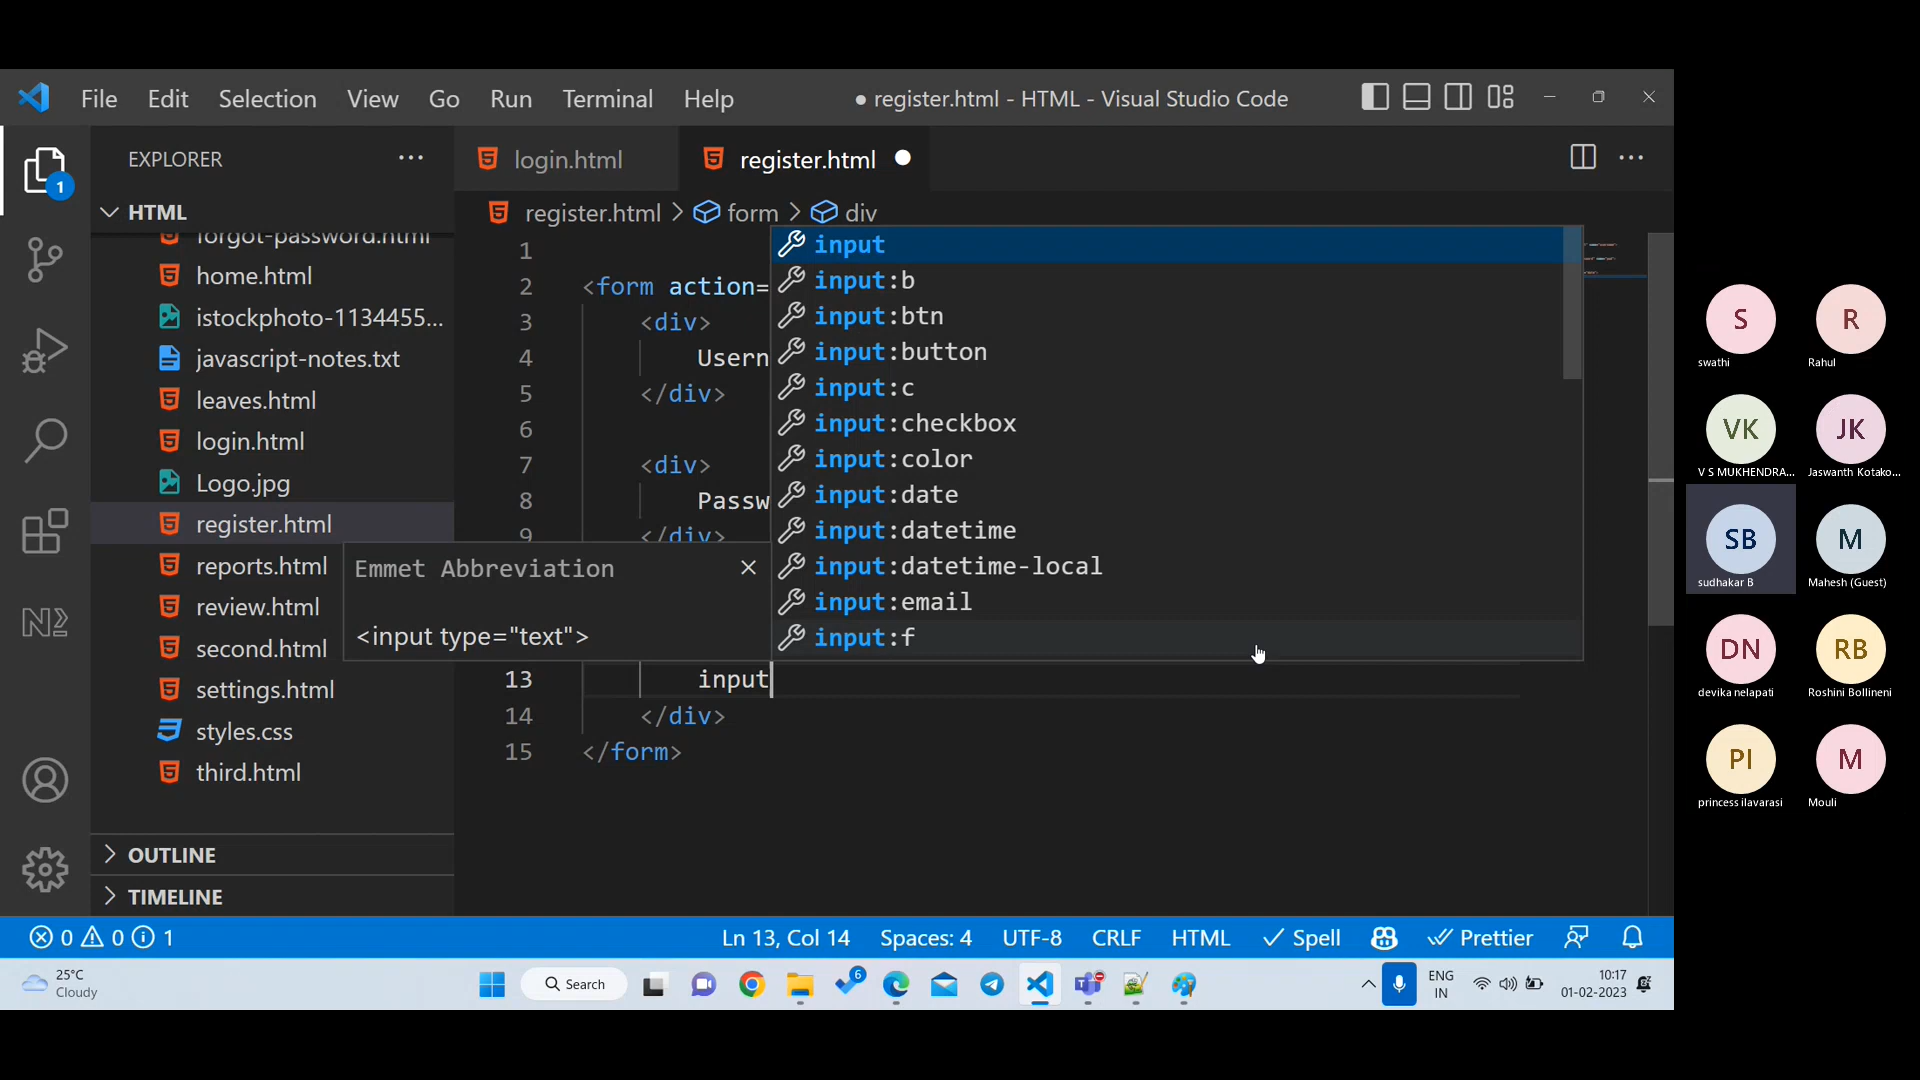 File Edit Selection View Go Run Terminal Help ● register.html - HTML - Visual Studio Code
EXPLORER ···
login.html register.html ● ···
HTML
register.html > form > div
forgot-password.html
home.html
istockphoto-1134455...
javascript-notes.txt
leaves.html
login.html
Logo.jpg
register.html
reports.html
review.html
second.html
settings.html
styles.css
third.html
OUTLINE
TIMELINE
1
1
2 <form action=
3 <div>
4 Usern
5 </div>
6
7 <div>
8 Passw
9 </div>
13 input
14 </div>
15 </form>
input
input:b
input:btn
input:button
input:c
input:checkbox
input:color
input:date
input:datetime
input:datetime-local
input:email
input:f
Emmet Abbreviation
<input type="text">
0 0 1 Ln 13, Col 14 Spaces: 4 UTF-8 CRLF HTML Spell Prettier
25°C
Cloudy
Search
6
ENG
IN
10:17
01-02-2023
S
swathi
R
Rahul
VK
V S MUKHENDRA...
JK
Jaswanth Kotako...
SB
sudhakar B
M
Mahesh (Guest)
DN
devika nelapati
RB
Roshini Bollineni
PI
princess ilavarasi
M
Mouli